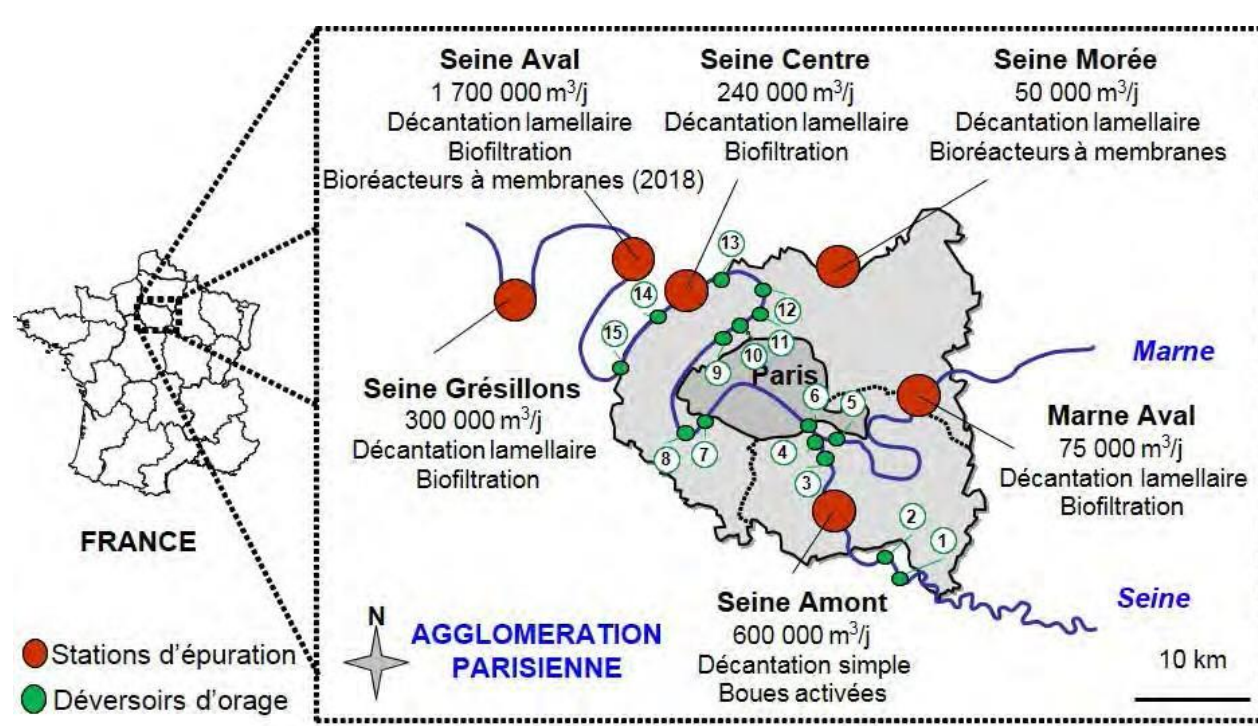 Seine Aval
1 700 000 m³/j
Décantation lamellaire
Biofiltration
Bioréacteurs à membranes (2018)
Seine Centre
240 000 m³/j
Décantation lamellaire
Biofiltration
Seine Morée
50 000 m³/j
Décantation lamellaire
Bioréacteurs à membranes
13
14
12
15
11
10
9
Paris
Marne
6
5
Seine Grésillons
300 000 m³/j
Décantation lamellaire
Biofiltration
Marne Aval
75 000 m³/j
Décantation lamellaire
Biofiltration
8
7
4
3
2
1
FRANCE
Seine Amont
600 000 m³/j
Décantation simple
Boues activées
Seine
N
AGGLOMERATION
PARISIENNE
10 km
Stations d'épuration
Déversoirs d'orage